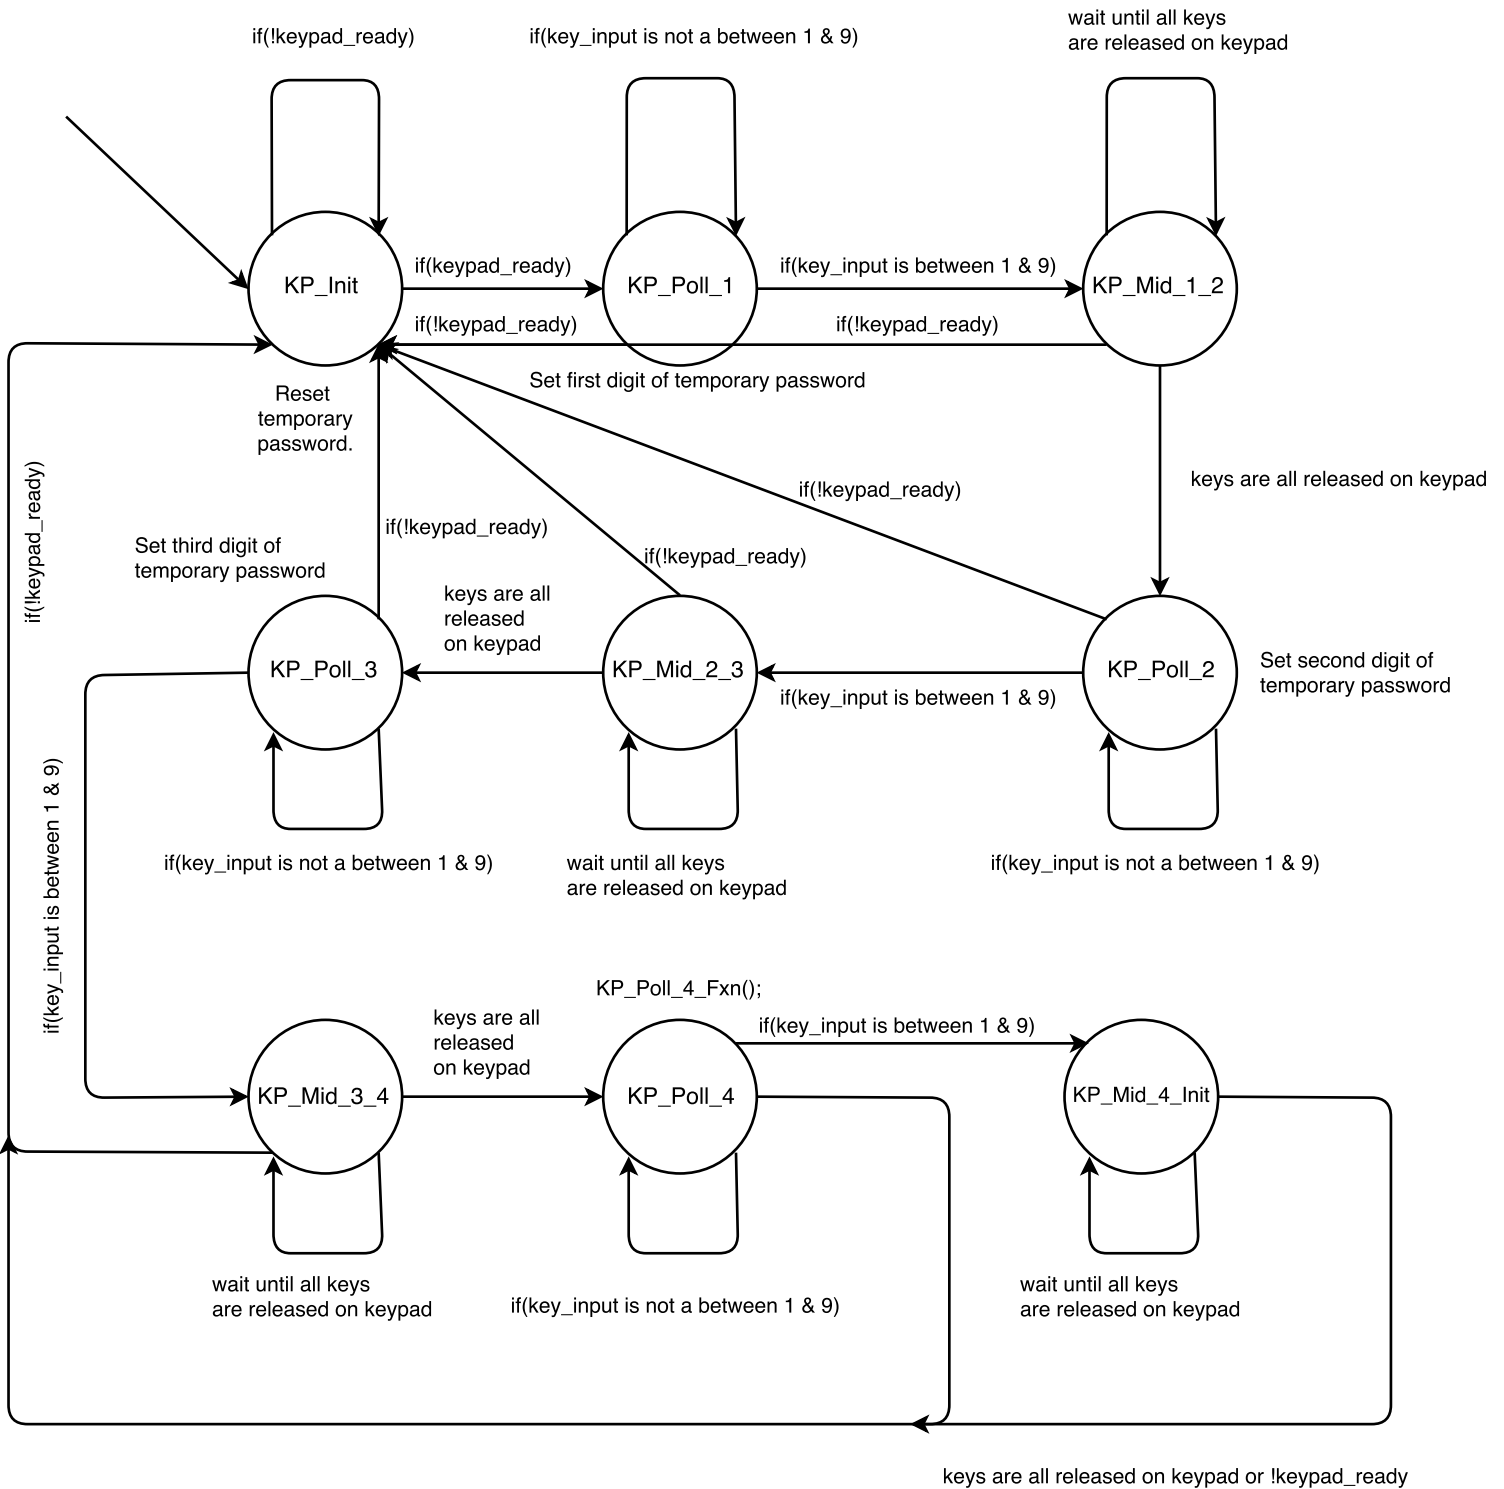 if(!keypad_ready)
if(key_input is not a between 1 & 9)
wait until all keys
are released on keypad
KP_Init
if(keypad_ready)
KP_Poll_1
if(key_input is between 1 & 9)
KP_Mid_1_2
if(!keypad_ready)
if(!keypad_ready)
Reset
temporary
password.
Set first digit of temporary password
if(!keypad_ready)
keys are all released on keypad
if(!keypad_ready)
if(!keypad_ready)
if(!keypad_ready)
Set third digit of
temporary password
keys are all
released
on keypad
KP_Poll_3
KP_Mid_2_3
if(key_input is between 1 & 9)
KP_Poll_2
Set second digit of
temporary password
if(key_input is between 1 & 9)
if(key_input is not a between 1 & 9)
wait until all keys
are released on keypad
if(key_input is not a between 1 & 9)
KP_Poll_4_Fxn();
keys are all
released
on keypad
if(key_input is between 1 & 9)
KP_Mid_3_4
KP_Poll_4
KP_Mid_4_Init
wait until all keys
are released on keypad
if(key_input is not a between 1 & 9)
wait until all keys
are released on keypad
keys are all released on keypad or !keypad_ready